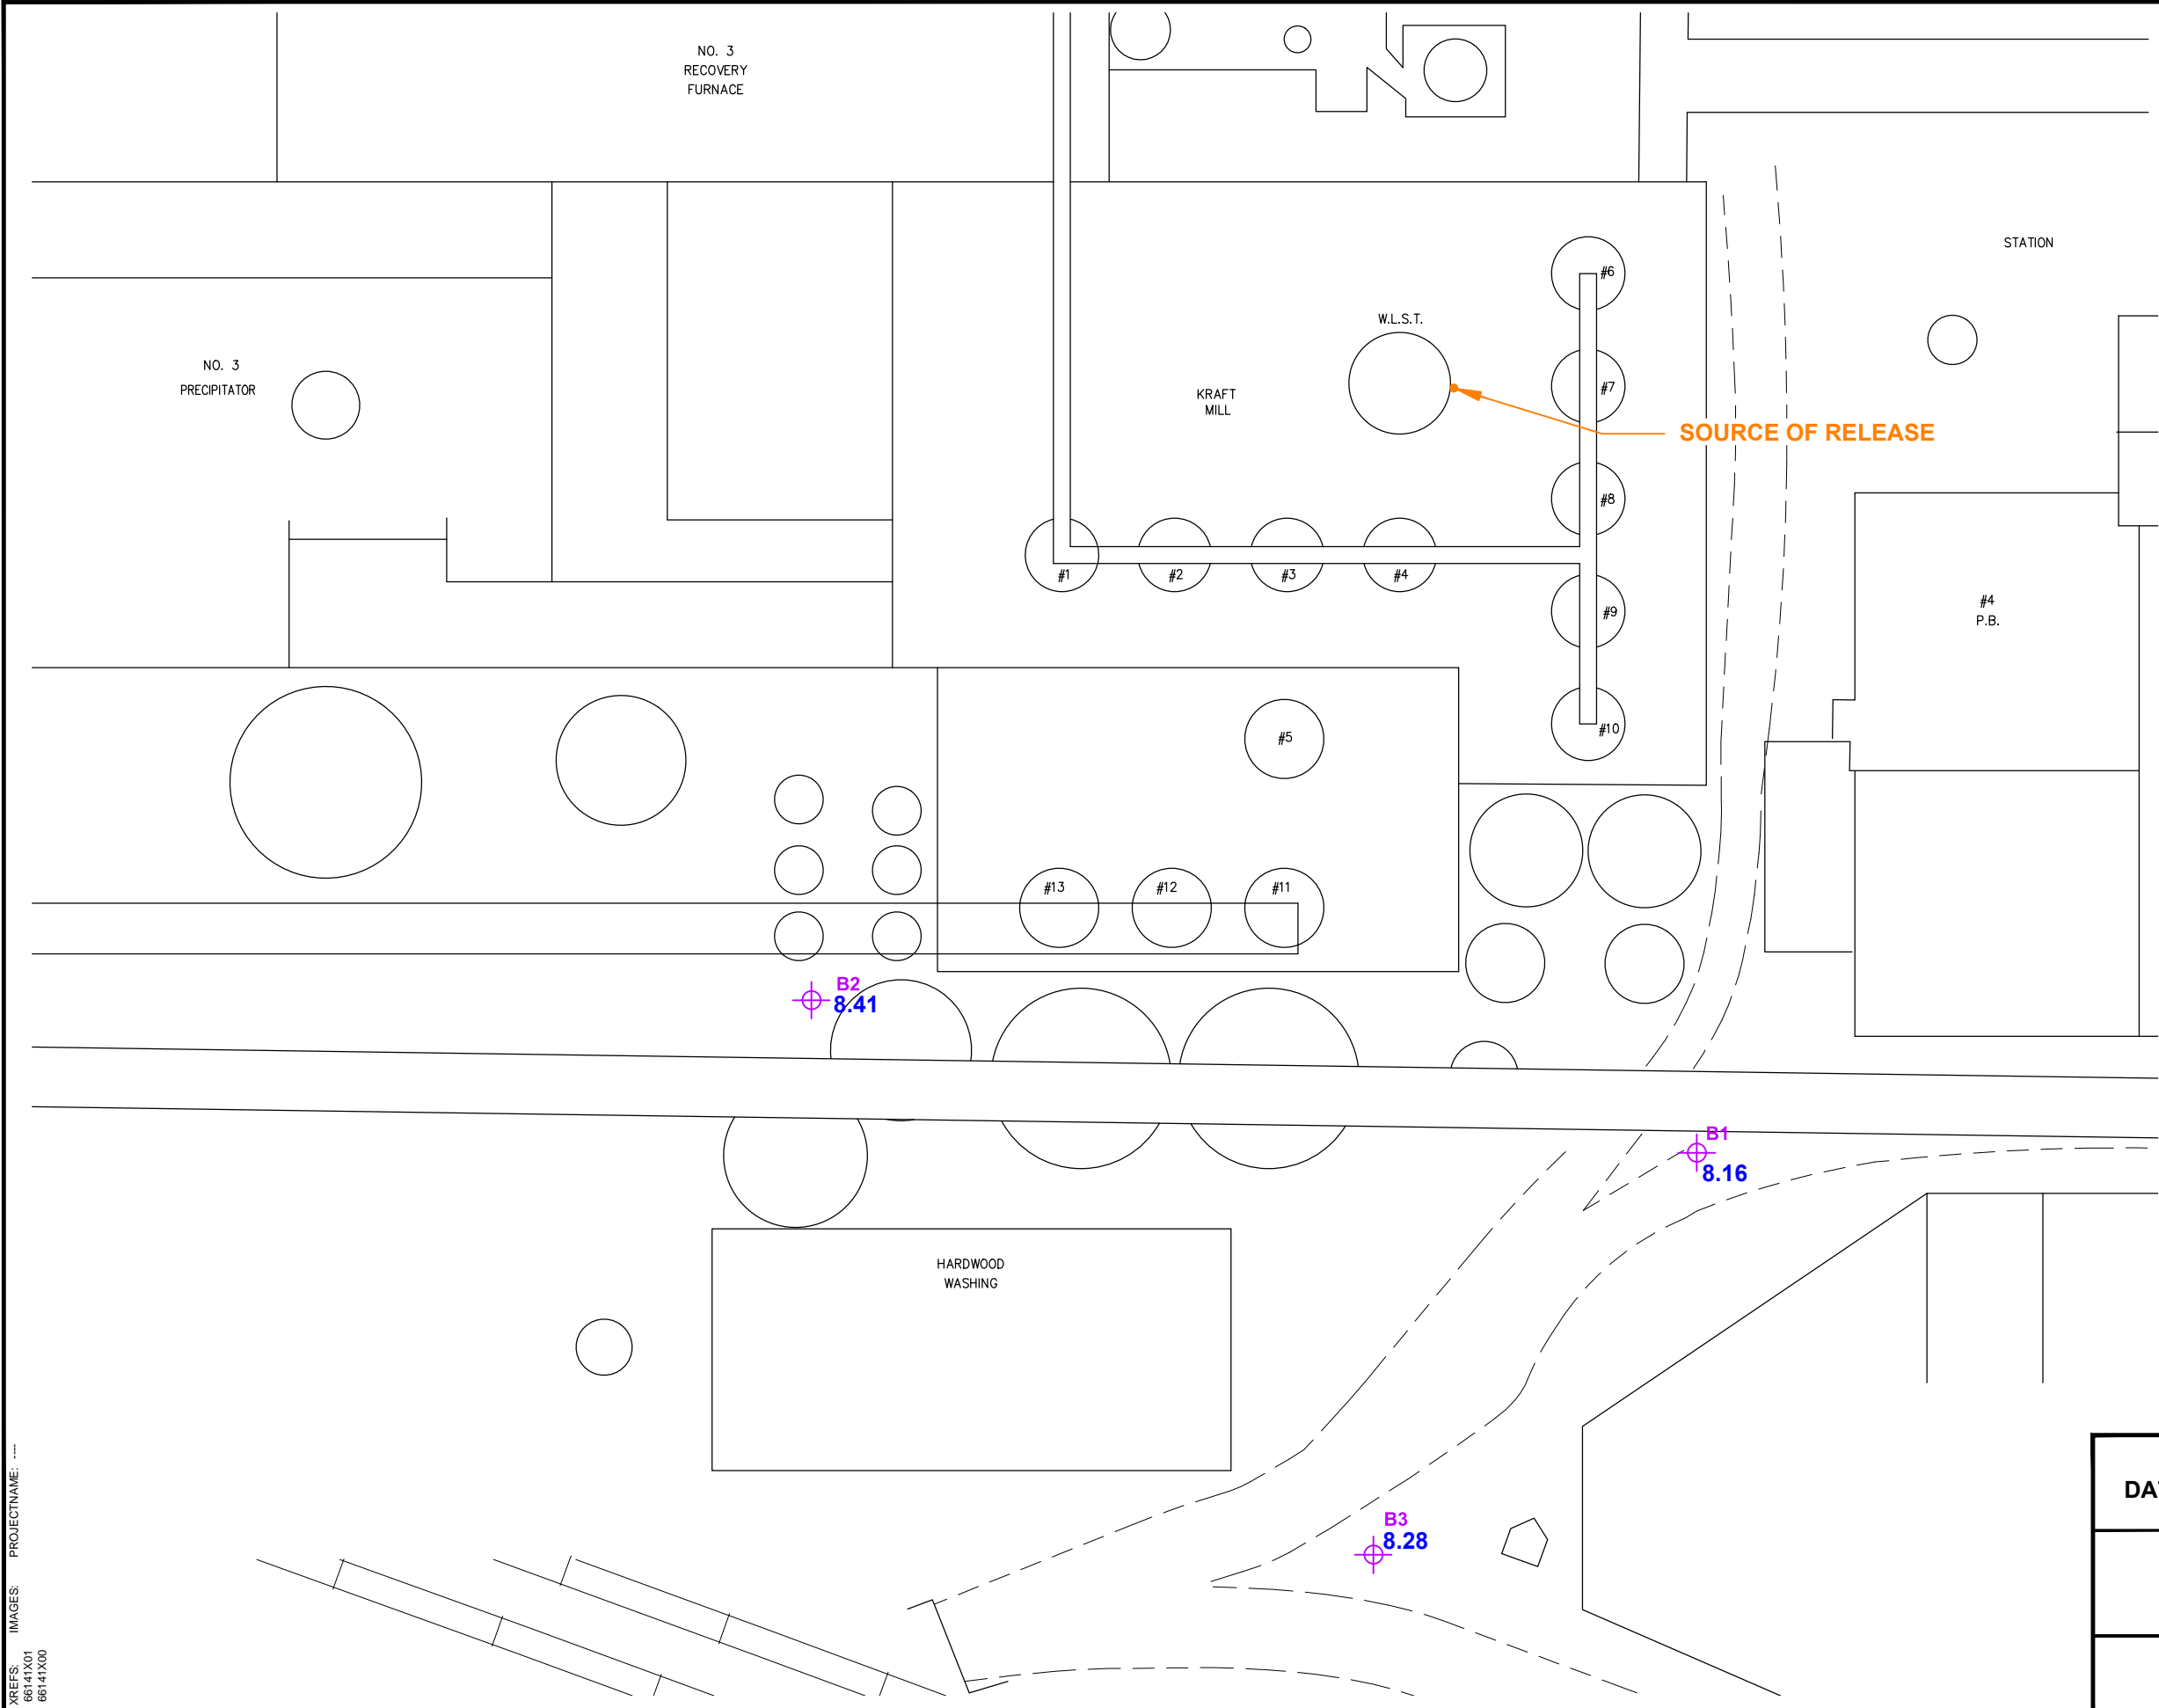 NO. 3
RECOVERY
FURNACE
STATION
#6
W.L.S.T.
NO. 3
PRECIPITATOR
KRAFT
MILL
#7
SOURCE OF RELEASE
#8
#1
#2
#3
#4
#9
#4
P.B.
#10
#5
#13
#12
#11
B2
8.41
B1
8.16
HARDWOOD
WASHING
B3
8.28
XREFS:
66141X01
66141X00
IMAGES:
PROJECTNAME: ----